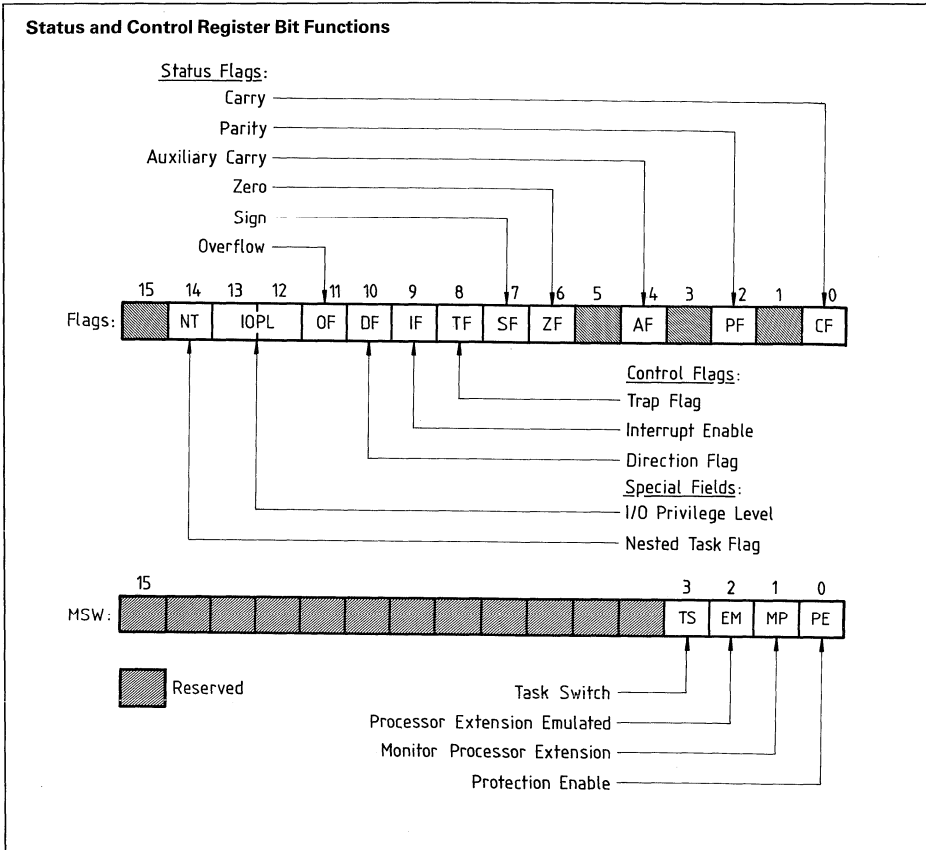 Status and Control Register Bit Functions
Status Flags:
Carry
Parity
Auxiliary Carry
Zero
Sign
Overflow
15 14 13 12 11 10 9 8 7 6 5 4 3 2 1 0
Flags: NT IOPL OF DF IF TF SF ZF AF PF CF
Control Flags:
Trap Flag
Interrupt Enable
Direction Flag
Special Fields:
I/O Privilege Level
Nested Task Flag
15 3 2 1 0
MSW: TS EM MP PE
Reserved
Task Switch
Processor Extension Emulated
Monitor Processor Extension
Protection Enable